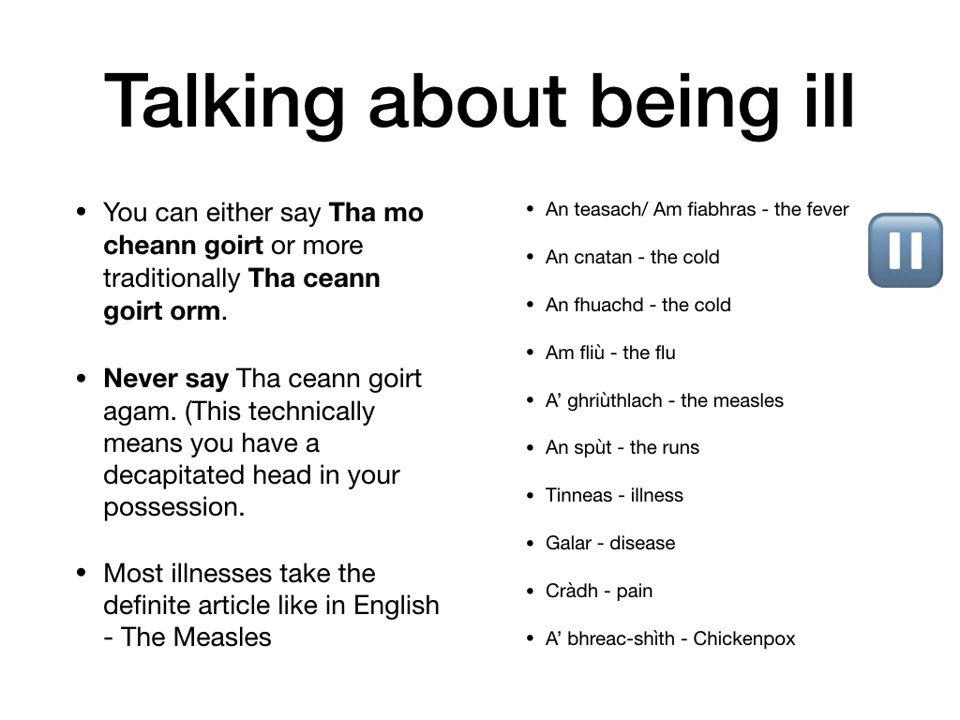 Talking about being ill
• You can either say Tha mo
cheann goirt or more
traditionally Tha ceann
goirt orm.
• Never say Tha ceann goirt
agam. (This technically
means you have a
decapitated head in your
possession.
• Most illnesses take the
definite article like in English
- The Measles
• An teasach/ Am fiabhras - the fever
• An cnatan - the cold
• An fhuachd - the cold
• Am fliù - the flu
• A’ ghriùthlach - the measles
• An spùt - the runs
• Tinneas - illness
• Galar - disease
• Cràdh - pain
• A’ bhreac-shìth - Chickenpox